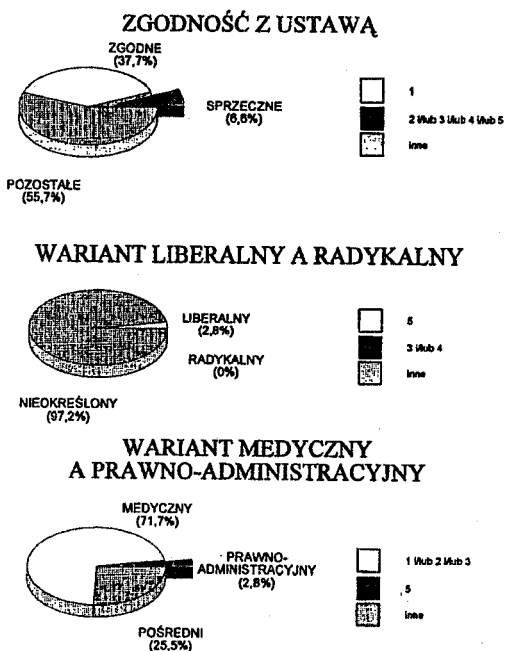 ZGODNOŚĆ Z USTAWĄ
ZGODNE
(37,7%)
SPRZECZNE
(6,6%)
POZOSTAŁE
(55,7%)
1
2 i/lub 3 i/lub 4 i/lub 5
inne
WARIANT LIBERALNY A RADYKALNY
LIBERALNY
(2,8%)
RADYKALNY
(0%)
NIEOKREŚLONY
(97,2%)
5
3 i/lub 4
inne
WARIANT MEDYCZNY
A PRAWNO-ADMINISTRACYJNY
MEDYCZNY
(71,7%)
PRAWNO-
ADMINISTRACYJNY
(2,8%)
POŚREDNI
(25,5%)
1 i/lub 2 i/lub 3
5
inne